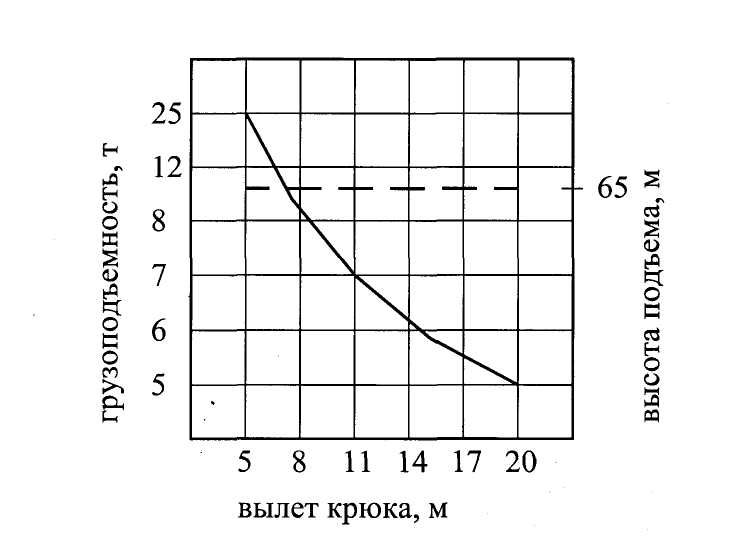 грузоподъемность, т
25
12
8
7
6
5
65
высота подъема, м
5 8 11 14 17 20
вылет крюка, м